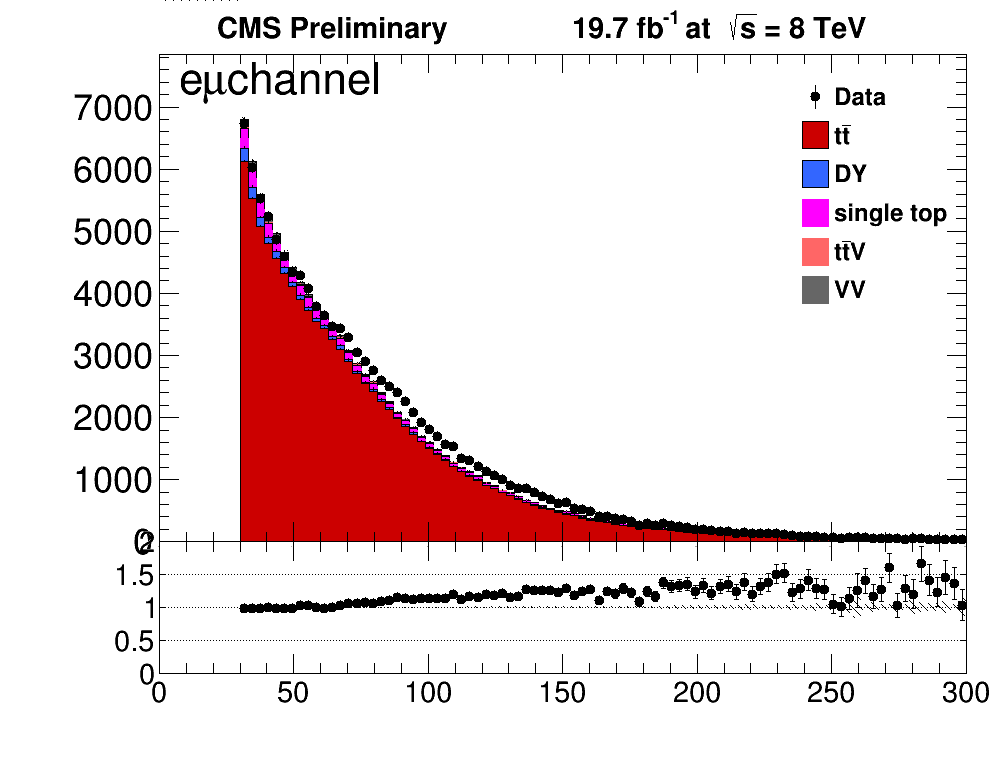 CMS Preliminary 19.7 fb⁻¹ at √s = 8 TeV
eμchannel
Data
tt̄
DY
single top
tt̄V
VV
7000
6000
5000
4000
3000
2000
1000
0
2
1.5
1
0.5
0
0 50 100 150 200 250 300